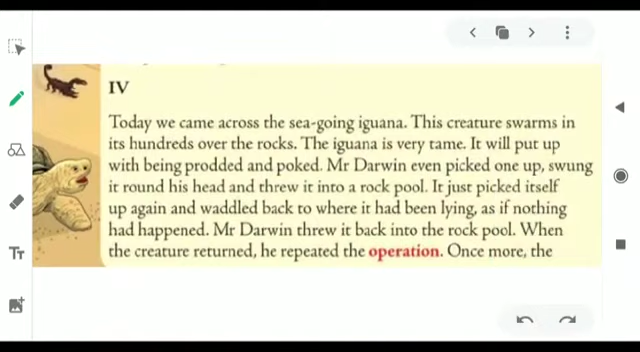 IV
Today we came across the sea-going iguana. This creature swarms in
its hundreds over the rocks. The iguana is very tame. It will put up
with being prodded and poked. Mr Darwin even picked one up, swung
it round his head and threw it into a rock pool. It just picked itself
up again and waddled back to where it had been lying, as if nothing
had happened. Mr Darwin threw it back into the rock pool. When
the creature returned, he repeated the operation. Once more, the